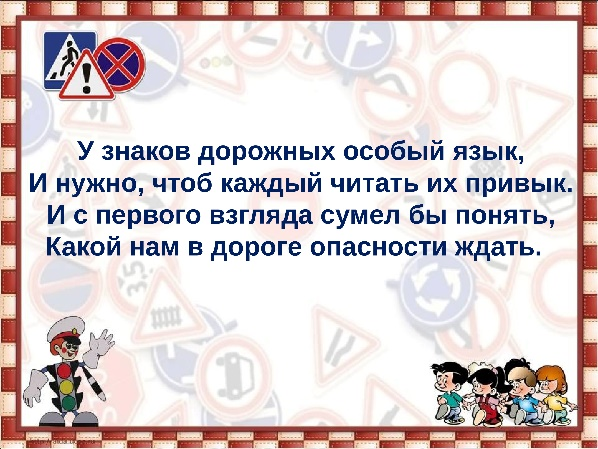 У знаков дорожных особый язык,
И нужно, чтоб каждый читать их привык.
И с первого взгляда сумел бы понять,
Какой нам в дороге опасности ждать.